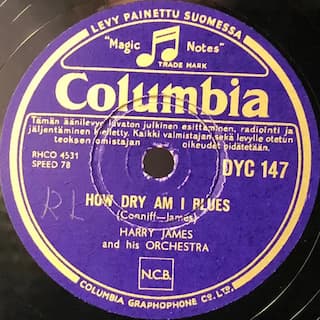 LEVY PAINETTU SUOMESSA
"Magic Notes"
TRADE MARK
Columbia
Tämän äänilevyn luvaton julkinen esittäminen, radiointi ja
jäljentäminen kielletty. Kaikki valmistajan sekä levylle otetun
teoksen omistajan oikeudet pidätetään.
RHCO 4531
SPEED 78
DYC 147
RL
HOW DRY AM I BLUES
(Conniff-James)
HARRY JAMES
and his ORCHESTRA
N.C.B.
COLUMBIA GRAPHOPHONE Co. LTD.